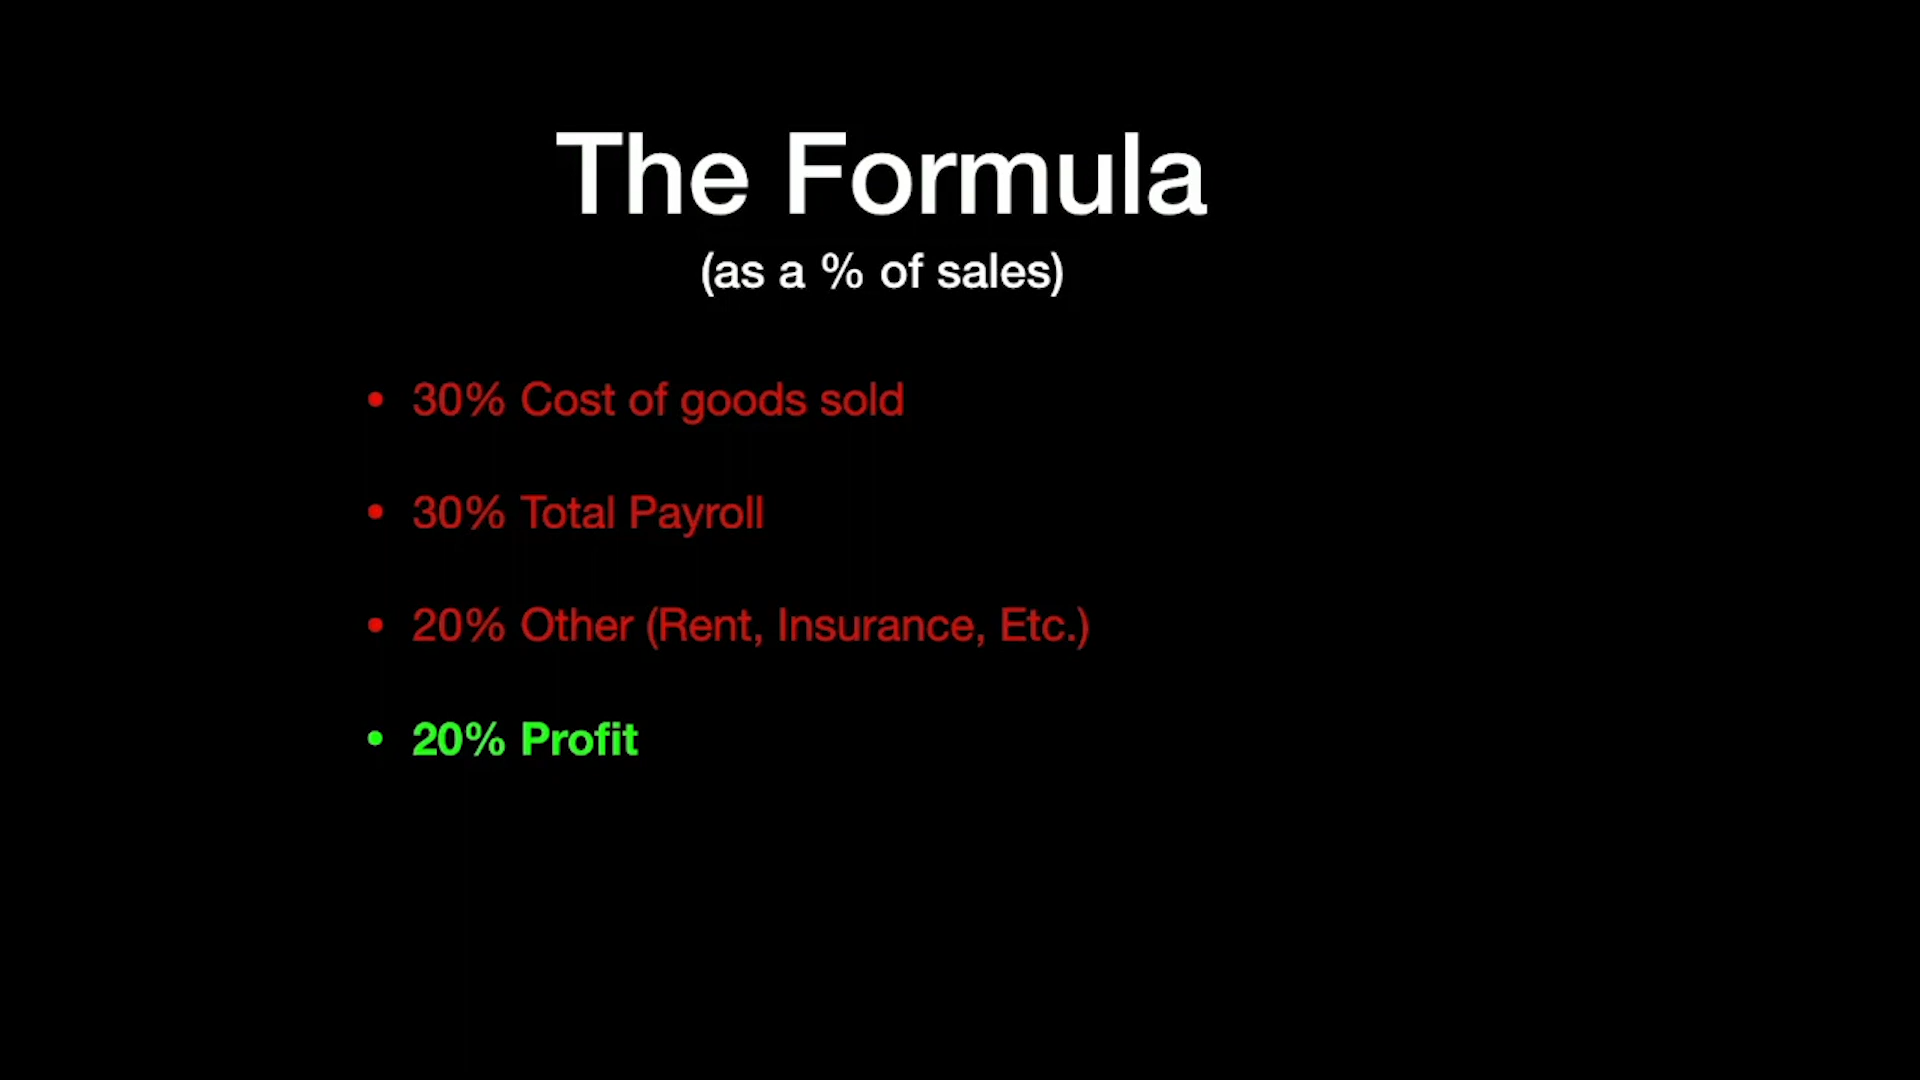 The Formula
(as a % of sales)
• 30% Cost of goods sold
• 30% Total Payroll
• 20% Other (Rent, Insurance, Etc.)
• 20% Profit